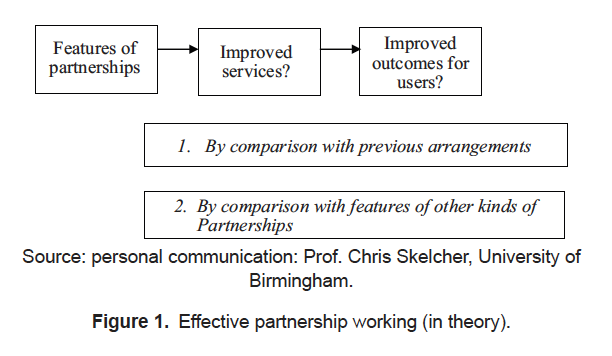 Features of
partnerships
Improved
services?
Improved
outcomes for
users?
1. By comparison with previous arrangements
2. By comparison with features of other kinds of
Partnerships
Source: personal communication: Prof. Chris Skelcher, University of
Birmingham.
Figure 1. Effective partnership working (in theory).